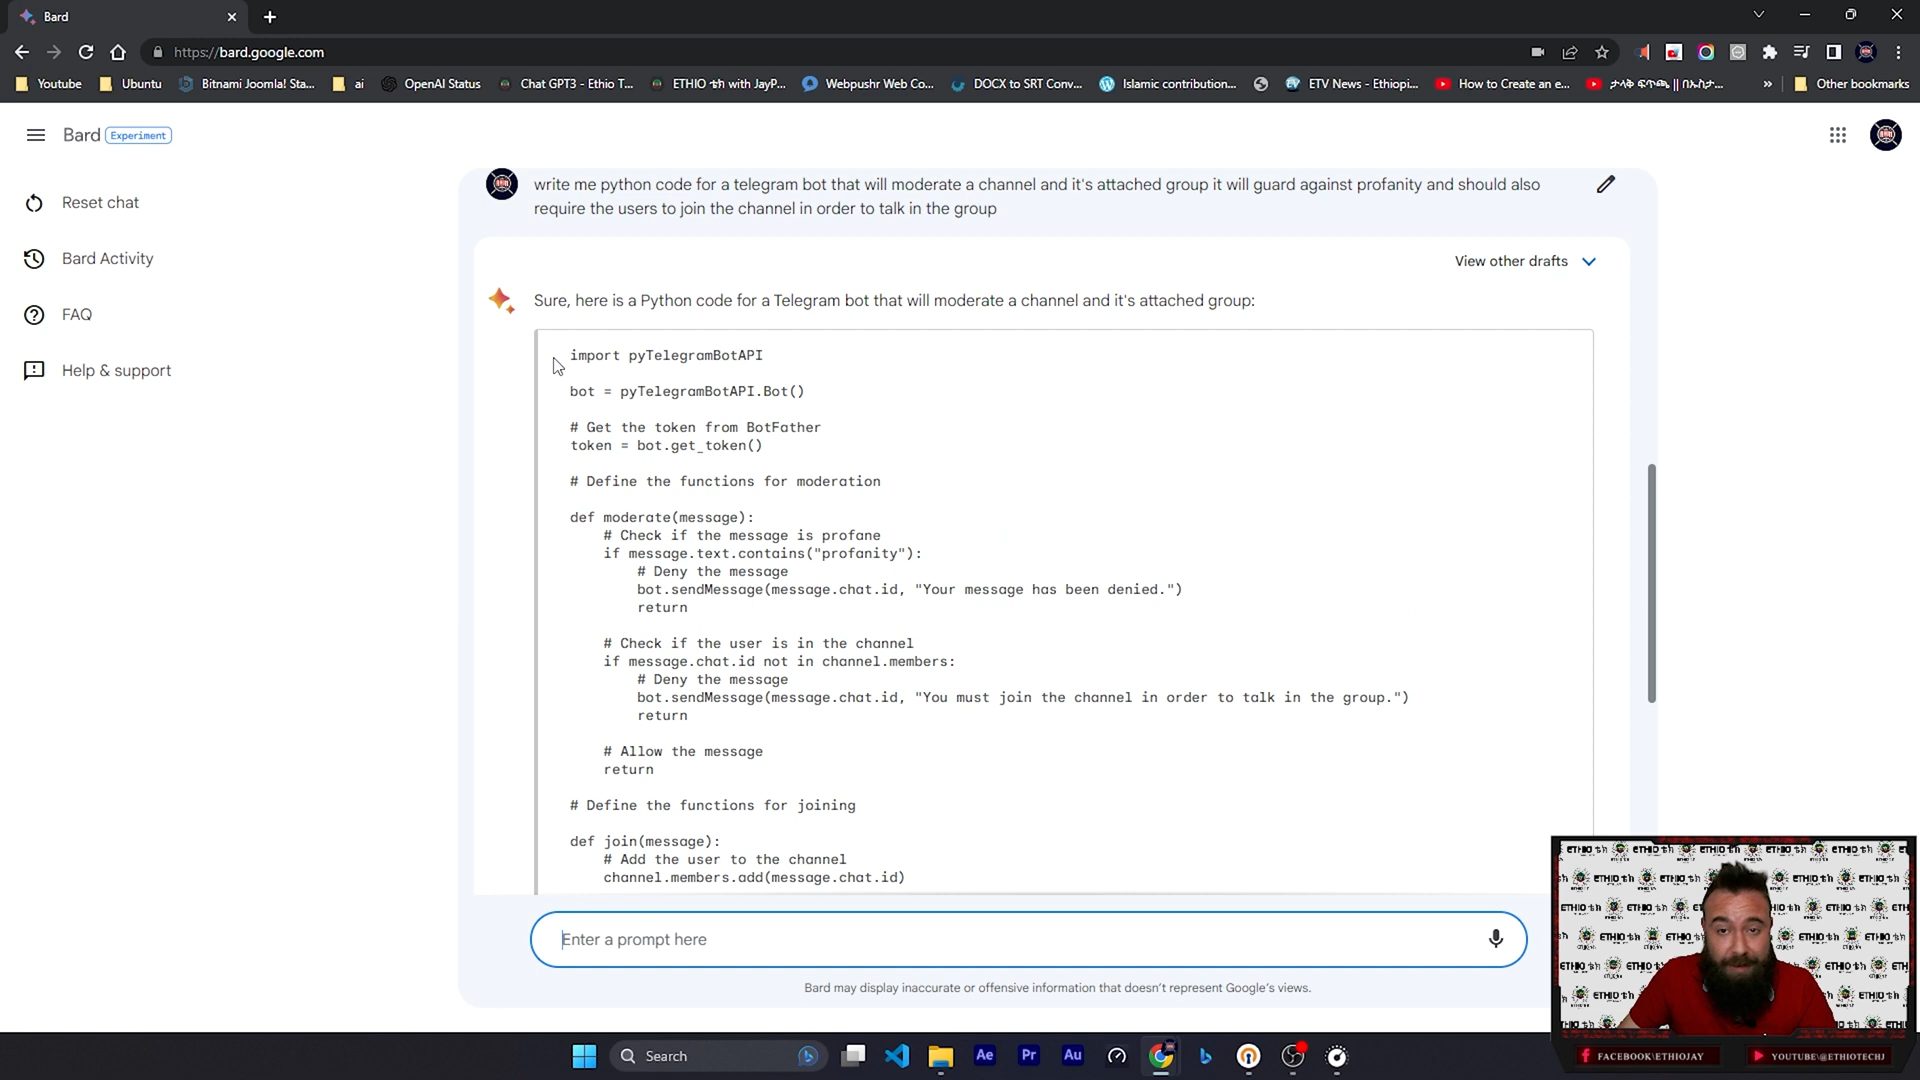 Bard
https://bard.google.com
Youtube
Ubuntu
Bitnami Joomla! Sta...
ai
OpenAI Status
Chat GPT3 - Ethio T...
ETHIO ቴክ with JayP...
Webpushr Web Co...
DOCX to SRT Conv...
Islamic contribution...
ETV News - Ethiopi...
How to Create an e...
Other bookmarks
Bard Experiment
Reset chat
Bard Activity
FAQ
Help & support
write me python code for a telegram bot that will moderate a channel and it's attached group it will guard against profanity and should also
require the users to join the channel in order to talk in the group
View other drafts
Sure, here is a Python code for a Telegram bot that will moderate a channel and it's attached group:
import pyTelegramBotAPI
bot = pyTelegramBotAPI.Bot()
# Get the token from BotFather
token = bot.get_token()
# Define the functions for moderation
def moderate(message):
# Check if the message is profane
if message.text.contains("profanity"):
# Deny the message
bot.sendMessage(message.chat.id, "Your message has been denied.")
return
# Check if the user is in the channel
if message.chat.id not in channel.members:
# Deny the message
bot.sendMessage(message.chat.id, "You must join the channel in order to talk in the group.")
return
# Allow the message
return
# Define the functions for joining
def join(message):
# Add the user to the channel
channel.members.add(message.chat.id)
Enter a prompt here
Bard may display inaccurate or offensive information that doesn't represent Google's views.
Search
Ae
Pr
Au
FACEBOOK\ETHIOJAY
YOUTUBE\@ETHIOTECHJ